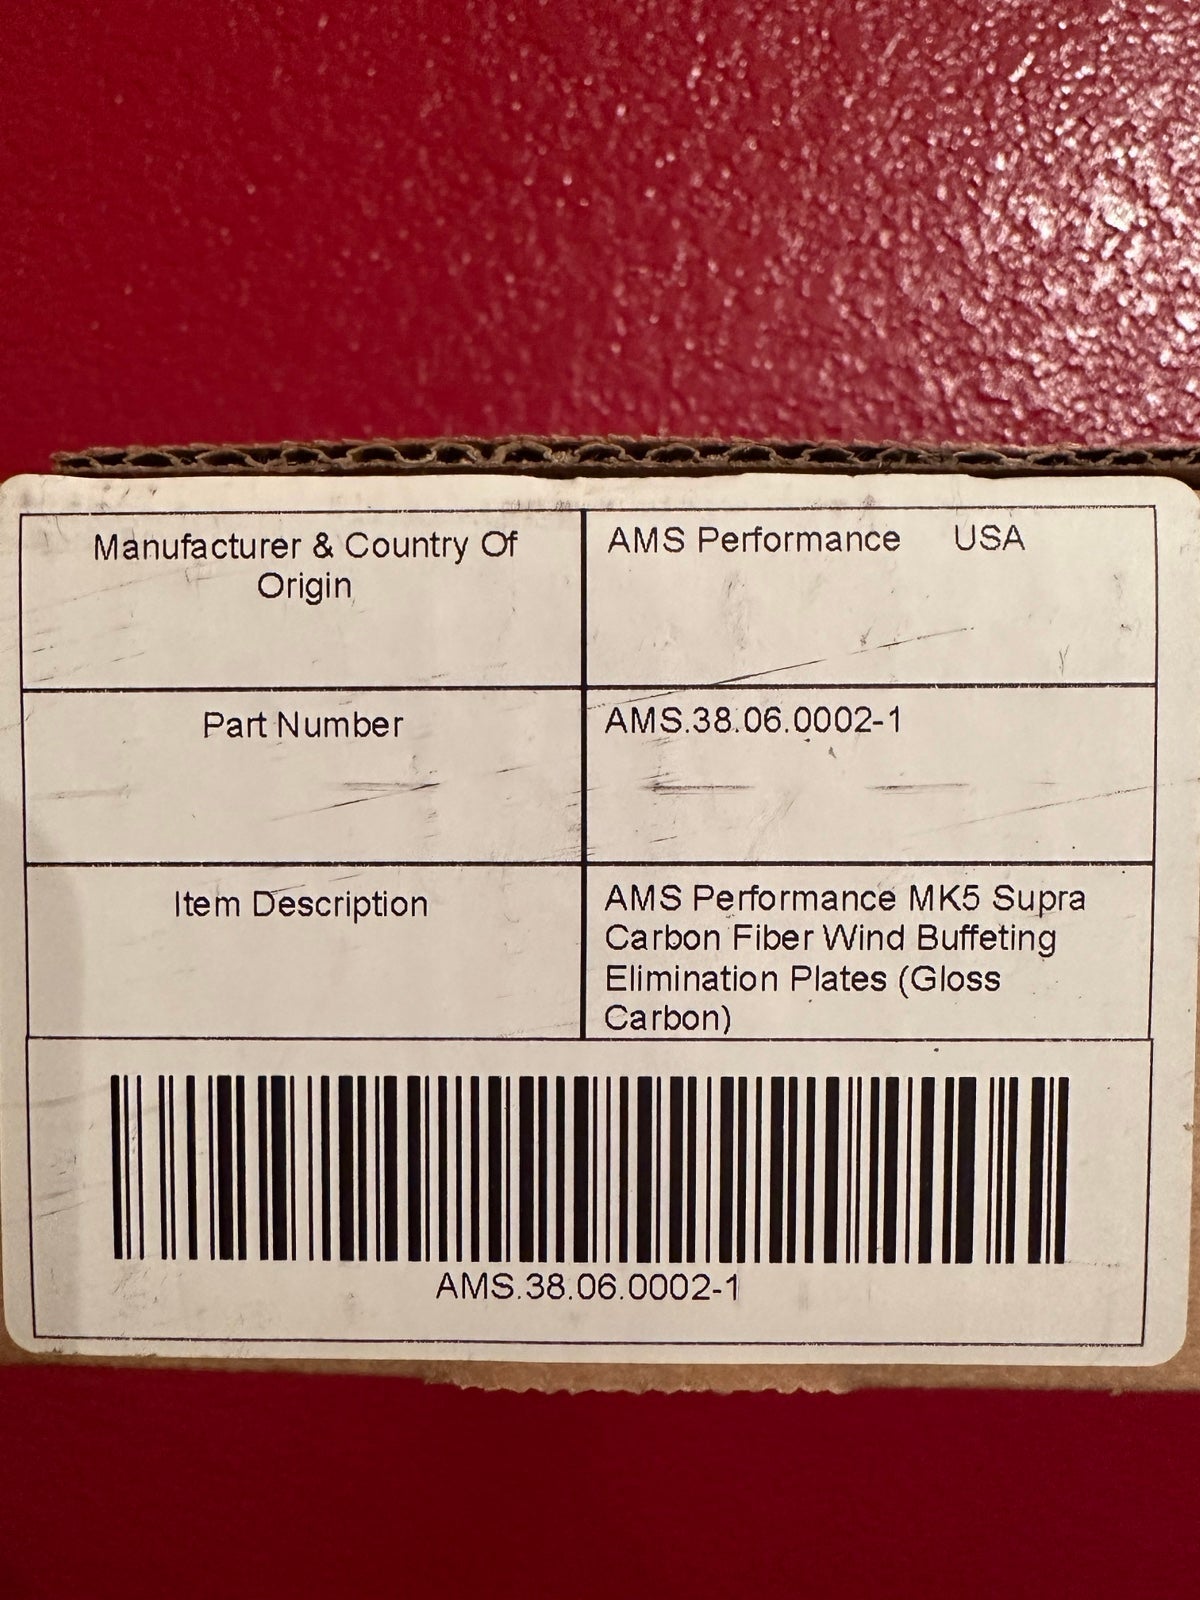 Manufacturer & Country Of
Origin
AMS Performance USA
Part Number
AMS.38.06.0002-1
Item Description
AMS Performance MK5 Supra
Carbon Fiber Wind Buffeting
Elimination Plates (Gloss
Carbon)
AMS.38.06.0002-1